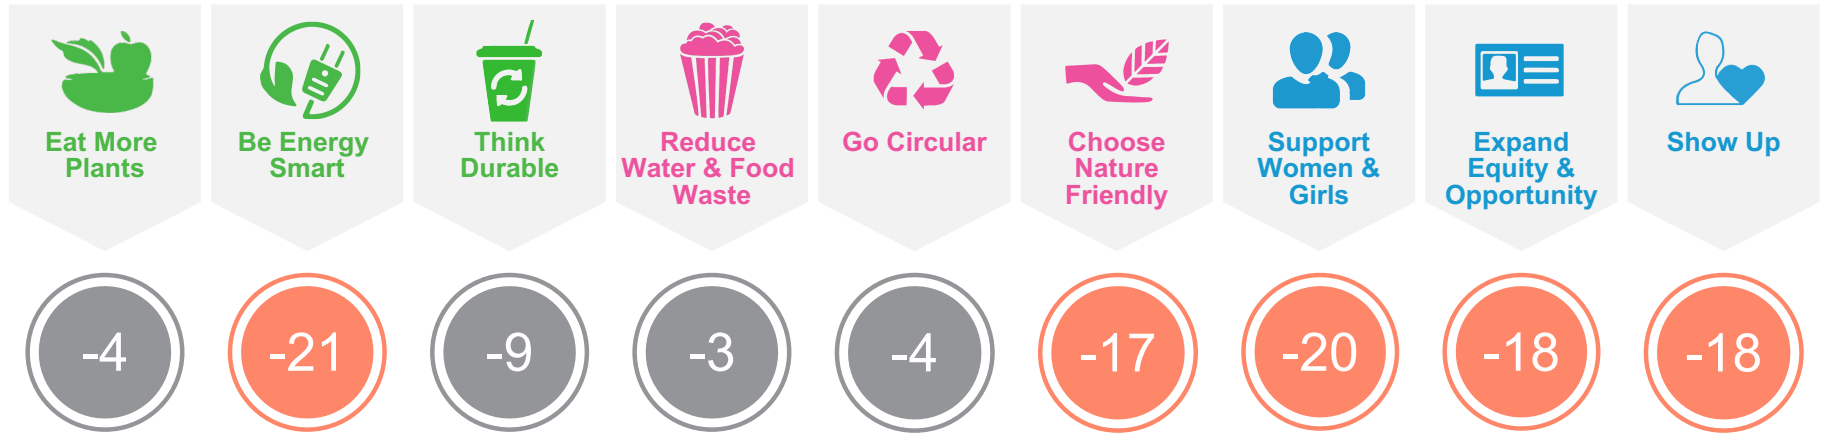 Eat More
Plants
Be Energy
Smart
Think
Durable
Reduce
Water & Food
Waste
Go Circular
Choose
Nature
Friendly
Support
Women &
Girls
Expand
Equity &
Opportunity
Show Up
-4
-21
-9
-3
-4
-17
-20
-18
-18